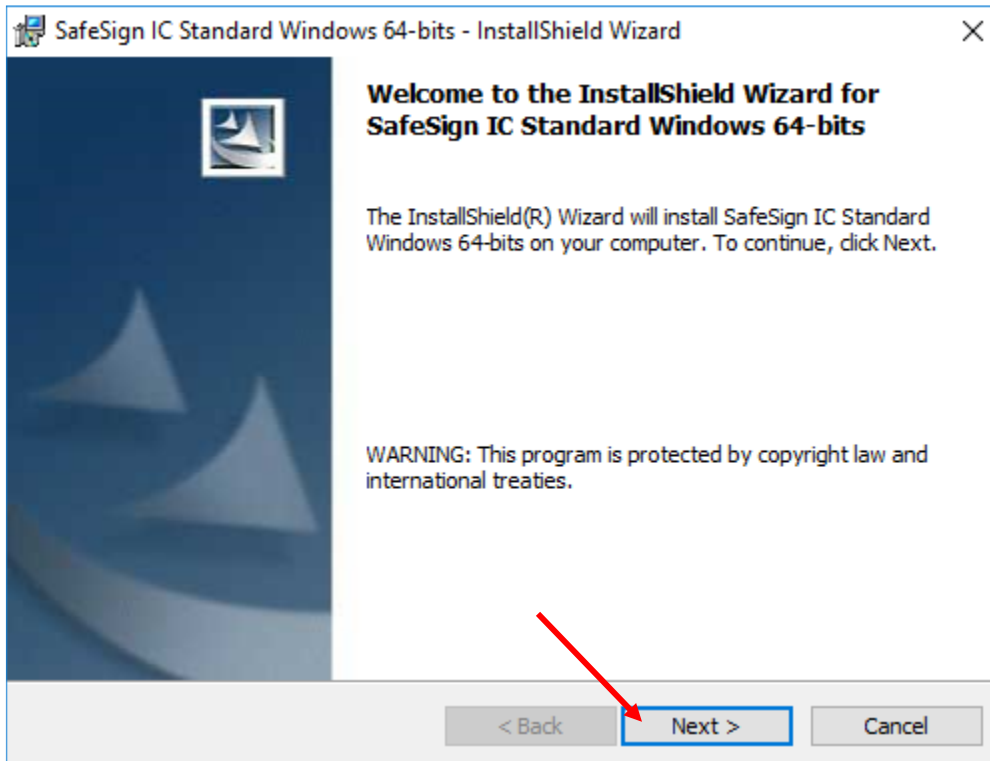 SafeSign IC Standard Windows 64-bits - InstallShield Wizard
Welcome to the InstallShield Wizard for
SafeSign IC Standard Windows 64-bits
The InstallShield(R) Wizard will install SafeSign IC Standard
Windows 64-bits on your computer. To continue, click Next.
WARNING: This program is protected by copyright law and
international treaties.
< Back Next > Cancel